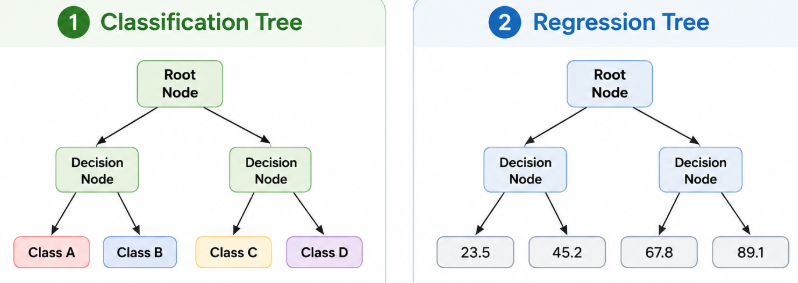 1 Classification Tree
Root
Node
Decision
Node
Decision
Node
Class A
Class B
Class C
Class D
2 Regression Tree
Root
Node
Decision
Node
Decision
Node
23.5
45.2
67.8
89.1